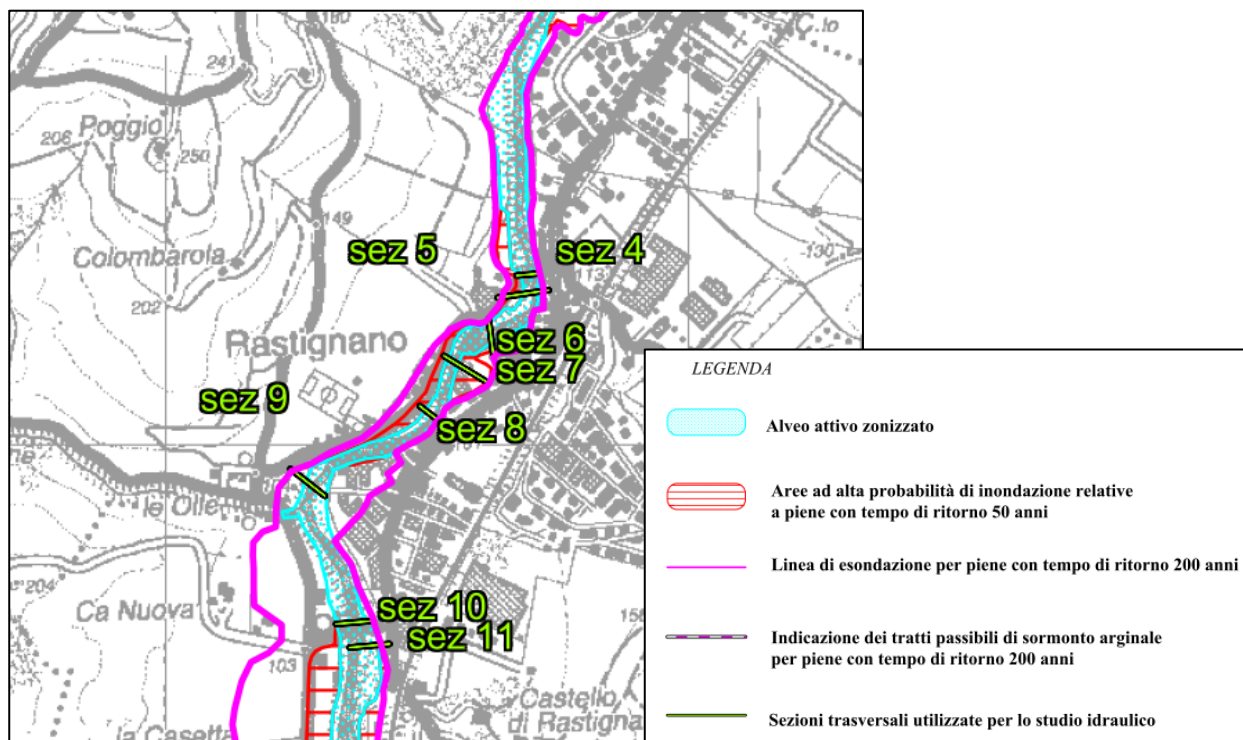 180
C. lo
241
Poggio
206
250
149
sez 5
sez 4
Colombarola
113
130
202
Rastignano
sez 6
sez 7
sez 9
sez 8
ne
le Olle
204
Ca Nuova
sez 10
sez 11
103
Castello
di Rastigna
la Casetta
LEGENDA
Alveo attivo zonizzato
Aree ad alta probabilità di inondazione relative
a piene con tempo di ritorno 50 anni
Linea di esondazione per piene con tempo di ritorno 200 anni
Indicazione dei tratti passibili di sormonto arginale
per piene con tempo di ritorno 200 anni
Sezioni trasversali utilizzate per lo studio idraulico